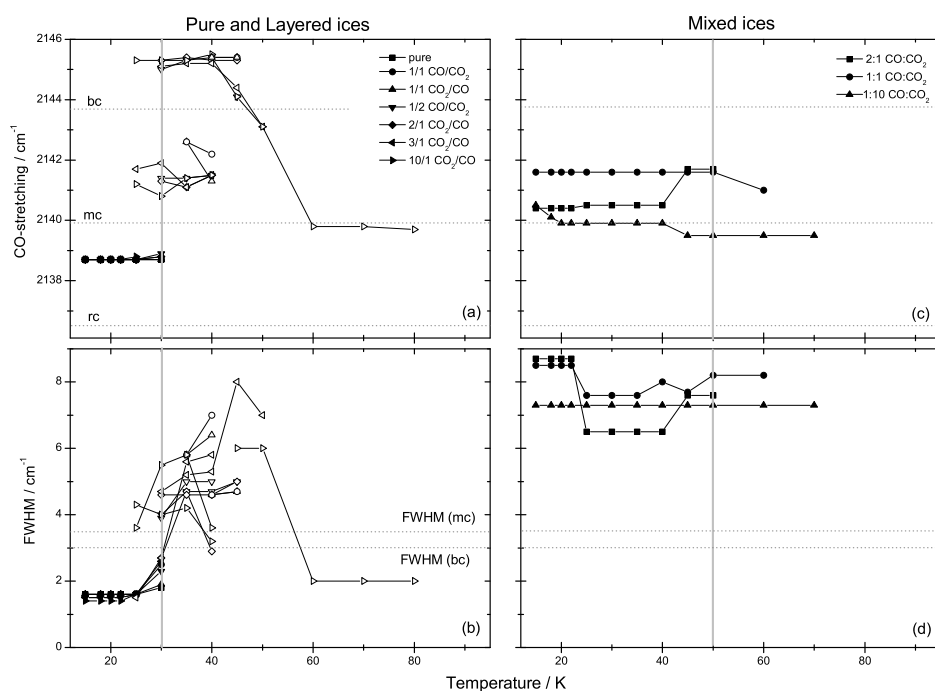 Pure and Layered ices
Mixed ices
2146
2144
2142
2140
2138
CO-stretching / cm⁻¹
bc
mc
rc
pure
1/1 CO/CO₂
1/1 CO₂/CO
1/2 CO/CO₂
2/1 CO₂/CO
3/1 CO₂/CO
10/1 CO₂/CO
(a)
2:1 CO:CO₂
1:1 CO:CO₂
1:10 CO:CO₂
(c)
8
6
4
2
0
FWHM / cm⁻¹
FWHM (mc)
FWHM (bc)
(b)
(d)
20 40 60 80
20 40 60 80
Temperature / K